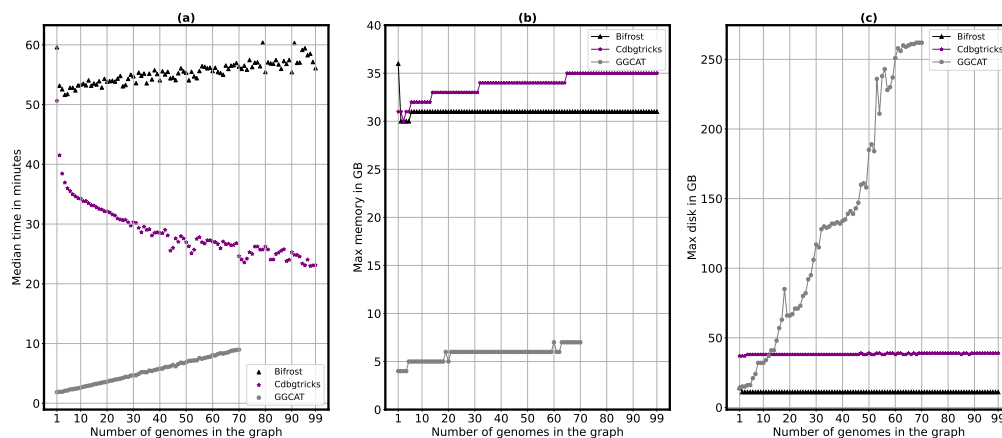 (a)
Median time in minutes
60
50
40
30
20
10
0
1 10 20 30 40 50 60 70 80 90 99
Number of genomes in the graph
Bifrost
Cdbgtricks
GGCAT
(b)
Max memory in GB
40
35
30
25
20
15
10
5
0
1 10 20 30 40 50 60 70 80 90 99
Number of genomes in the graph
Bifrost
Cdbgtricks
GGCAT
(c)
Max disk in GB
250
200
150
100
50
0
1 10 20 30 40 50 60 70 80 90 99
Number of genomes in the graph
Bifrost
Cdbgtricks
GGCAT